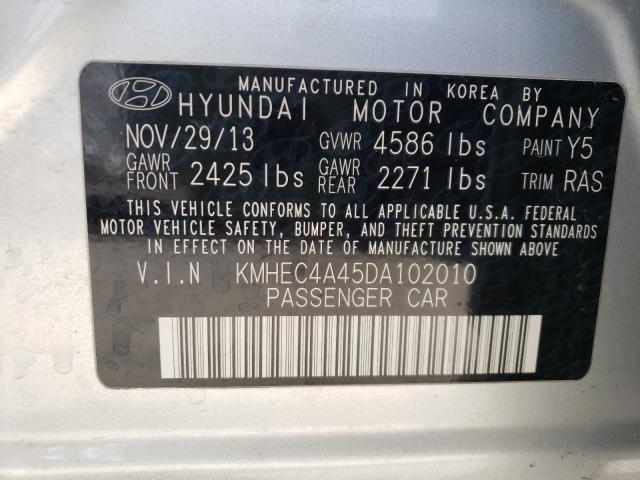 MANUFACTURED IN KOREA BY
HYUNDAI MOTOR COMPANY
NOV/29/13 GVWR 4586 lbs PAINT Y5
GAWR FRONT 2425 lbs GAWR REAR 2271 lbs TRIM RAS
THIS VEHICLE CONFORMS TO ALL APPLICABLE U.S.A. FEDERAL
MOTOR VEHICLE SAFETY, BUMPER, AND THEFT PREVENTION STANDARDS
IN EFFECT ON THE DATE OF MANUFACTURE SHOWN ABOVE
V.I.N KMHEC4A45DA102010
PASSENGER CAR